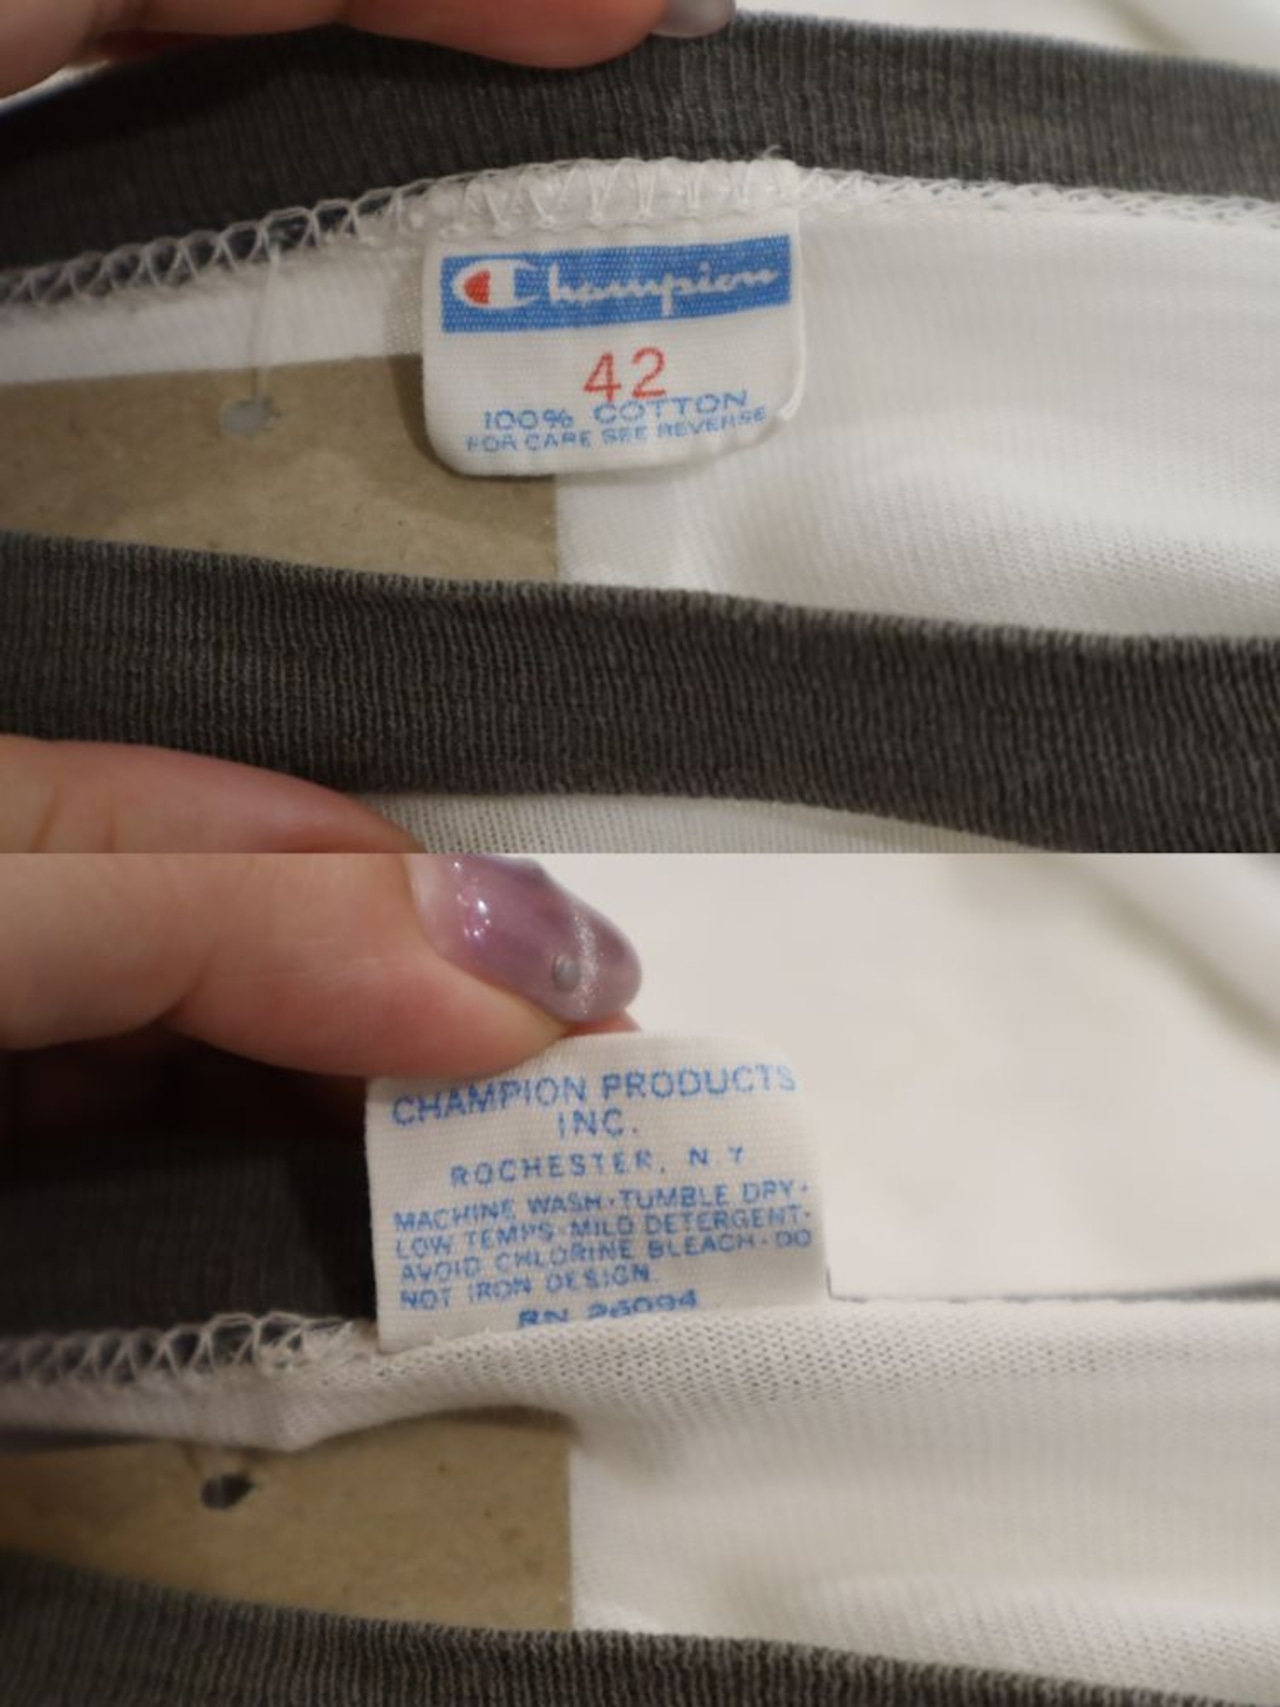 Champion
42
100% COTTON
FOR CARE SEE REVERSE
CHAMPION PRODUCTS
INC.
ROCHESTER, N.Y
MACHINE WASH·TUMBLE DRY·
LOW TEMPS·MILD DETERGENT·
AVOID CHLORINE BLEACH·DO
NOT IRON DESIGN.
RN 26094